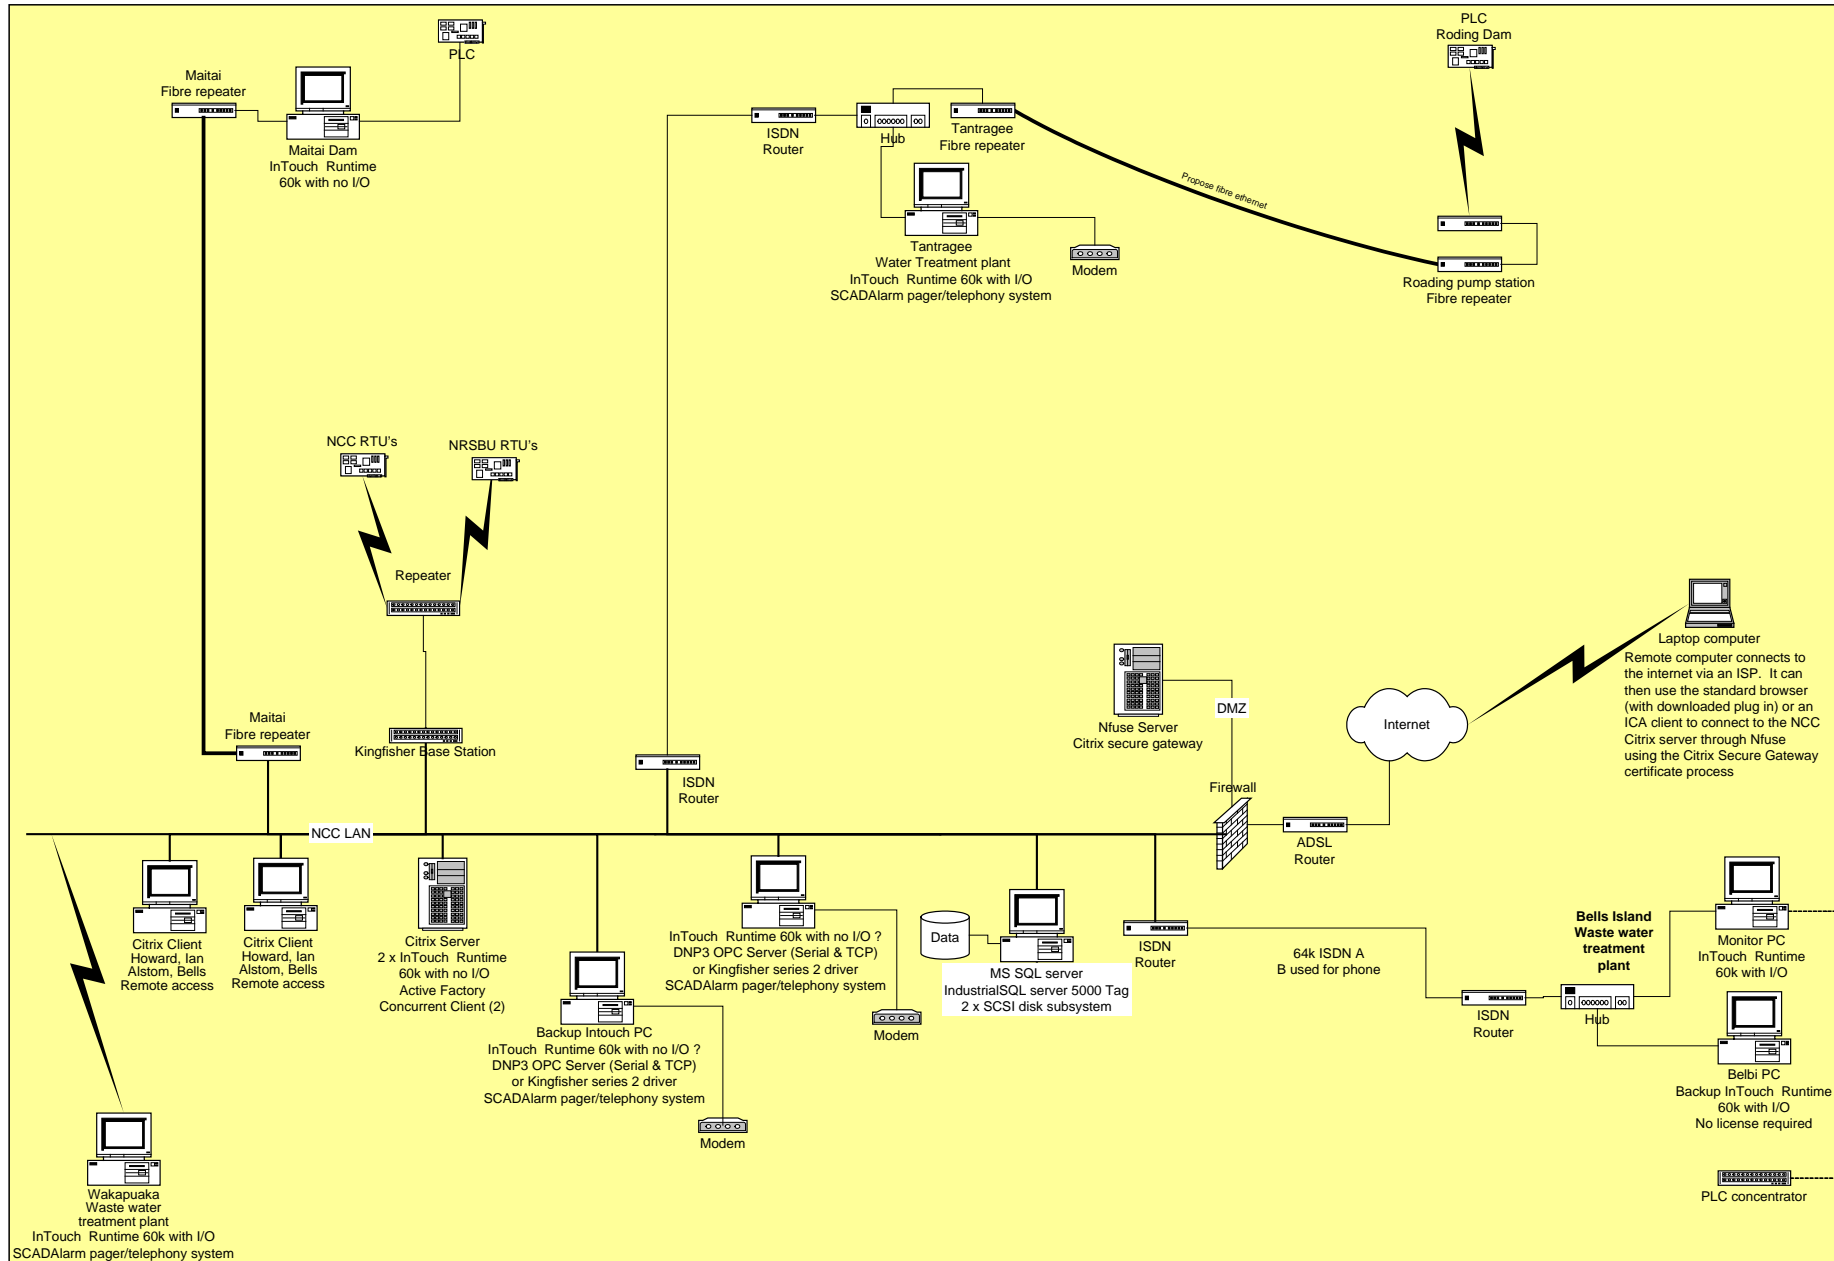 PLC
Maitai
Fibre repeater
Maitai Dam
InTouch  Runtime
60k with no I/O
ISDN
Router
Hub
Tantragee
Fibre repeater
Propose fibre ethernet
PLC
Roding Dam
Tantragee
Water Treatment plant
InTouch  Runtime 60k with I/O
SCADAlarm pager/telephony system
Modem
Roading pump station
Fibre repeater
NCC RTU's
NRSBU RTU's
Repeater
Maitai
Fibre repeater
Kingfisher Base Station
ISDN
Router
Nfuse Server
Citrix secure gateway
DMZ
Firewall
Internet
Laptop computer
Remote computer connects to
the internet via an ISP.  It can
then use the standard browser
(with downloaded plug in) or an
ICA client to connect to the NCC
Citrix server through Nfuse
using the Citrix Secure Gateway
certificate process
NCC LAN
ADSL
Router
Citrix Client
Howard, Ian
Alstom, Bells
Remote access
Citrix Client
Howard, Ian
Alstom, Bells
Remote access
Citrix Server
2 x InTouch  Runtime
60k with no I/O
Active Factory
Concurrent Client (2)
Backup Intouch PC
InTouch  Runtime 60k with no I/O ?
DNP3 OPC Server (Serial & TCP)
or Kingfisher series 2 driver
SCADAlarm pager/telephony system
Modem
InTouch  Runtime 60k with no I/O ?
DNP3 OPC Server (Serial & TCP)
or Kingfisher series 2 driver
SCADAlarm pager/telephony system
Modem
Data
MS SQL server
IndustrialSQL server 5000 Tag
2 x SCSI disk subsystem
ISDN
Router
64k ISDN A
B used for phone
ISDN
Router
Bells Island
Waste water
treatment
plant
Hub
Monitor PC
InTouch  Runtime
60k with I/O
Belbi PC
Backup InTouch  Runtime
60k with I/O
No license required
PLC concentrator
Wakapuaka
Waste water
treatment plant
InTouch  Runtime 60k with I/O
SCADAlarm pager/telephony system